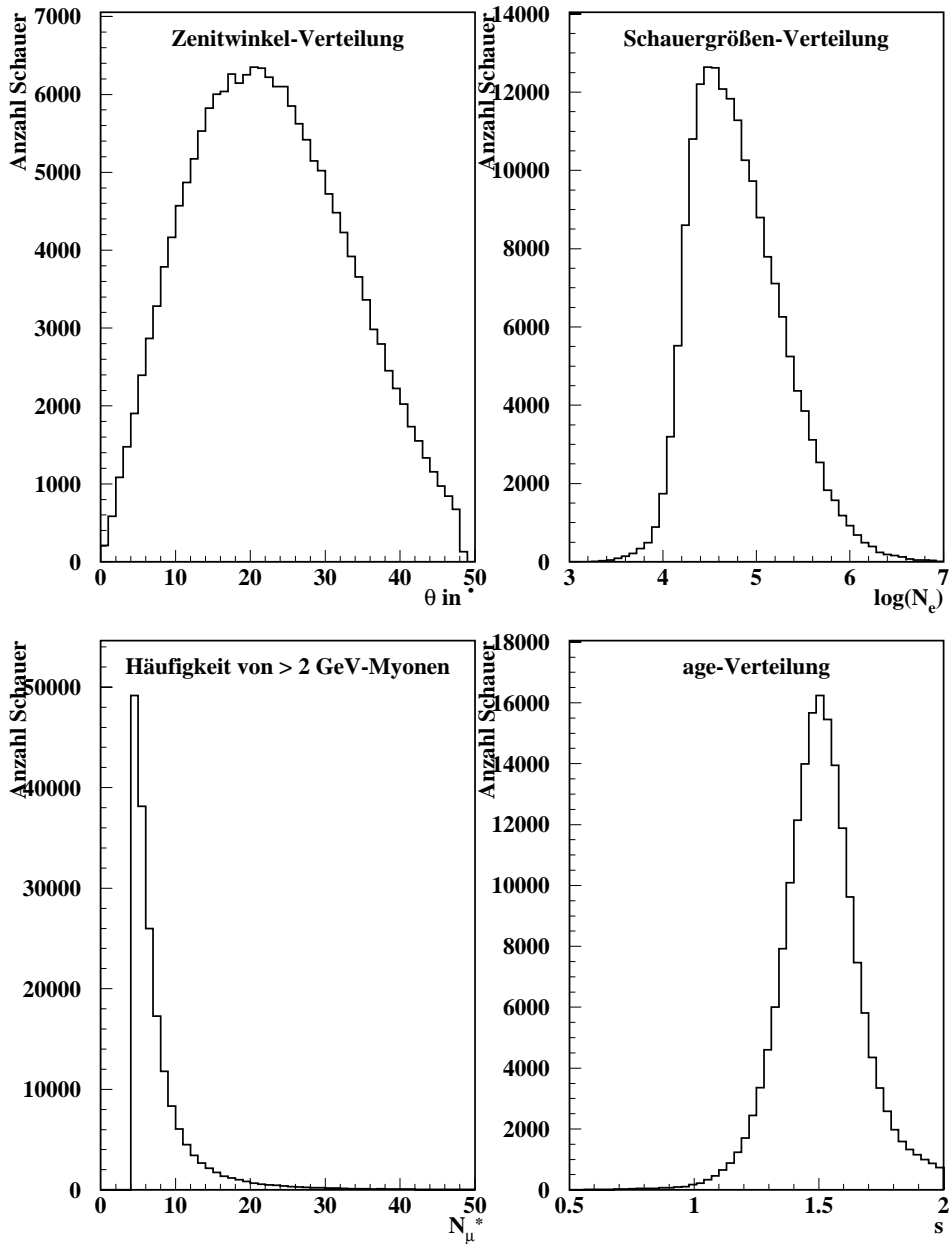 Zenitwinkel-Verteilung
Anzahl Schauer
7000
6000
5000
4000
3000
2000
1000
0
0 10 20 30 40 50
θ in °
Schauergrößen-Verteilung
Anzahl Schauer
14000
12000
10000
8000
6000
4000
2000
0
3 4 5 6 7
log(N_e)
Häufigkeit von > 2 GeV-Myonen
Anzahl Schauer
50000
40000
30000
20000
10000
0
0 10 20 30 40 50
N_μ*
age-Verteilung
Anzahl Schauer
18000
16000
14000
12000
10000
8000
6000
4000
2000
0
0.5 1 1.5 2
s